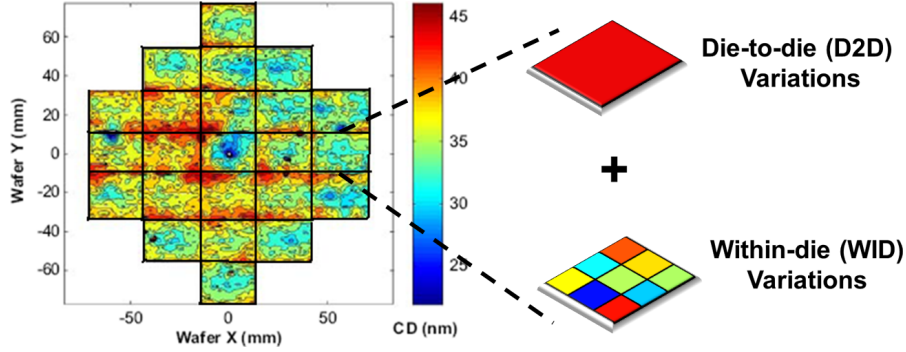 60
40
20
0
-20
-40
-60
Wafer Y (mm)
-50
0
50
Wafer X (mm)
45
40
35
30
25
CD (nm)
Die-to-die (D2D)
Variations
+
Within-die (WID)
Variations